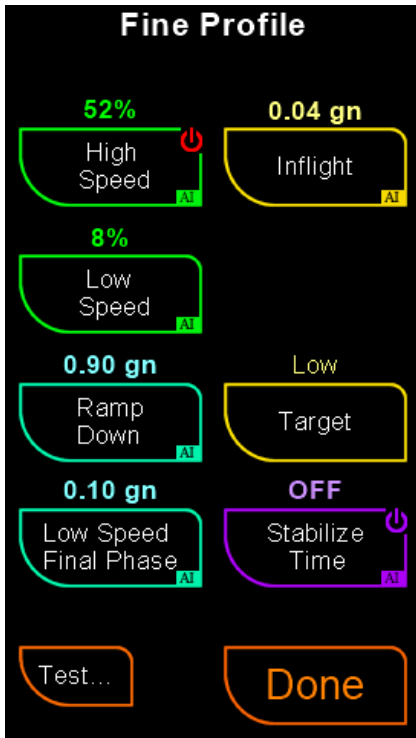 Fine Profile
52%
High
Speed
AI
0.04 gn
Inflight
AI
8%
Low
Speed
AI
0.90 gn
Ramp
Down
AI
Low
Target
0.10 gn
Low Speed
Final Phase
AI
OFF
Stabilize
Time
AI
Test...
Done